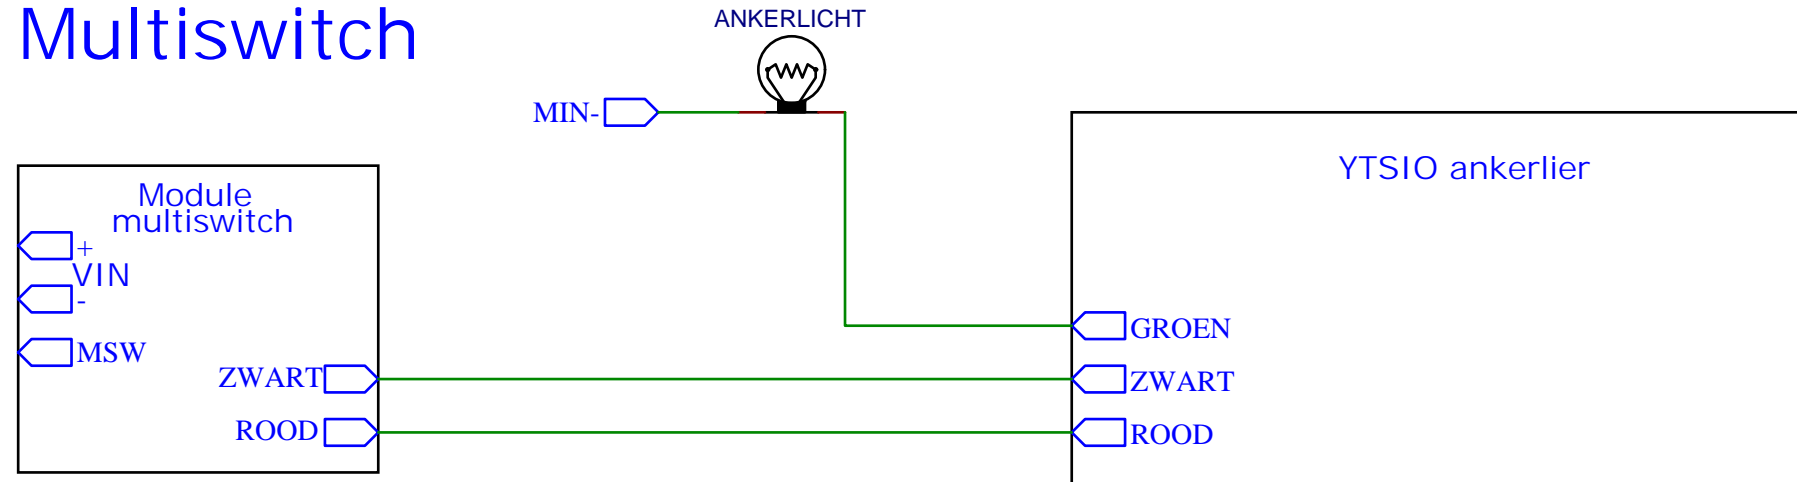 Multiswitch
ANKERLICHT
MIN-
Module
multiswitch
+
VIN
-
MSW
ZWART
ROOD
YTSIO ankerlier
GROEN
ZWART
ROOD